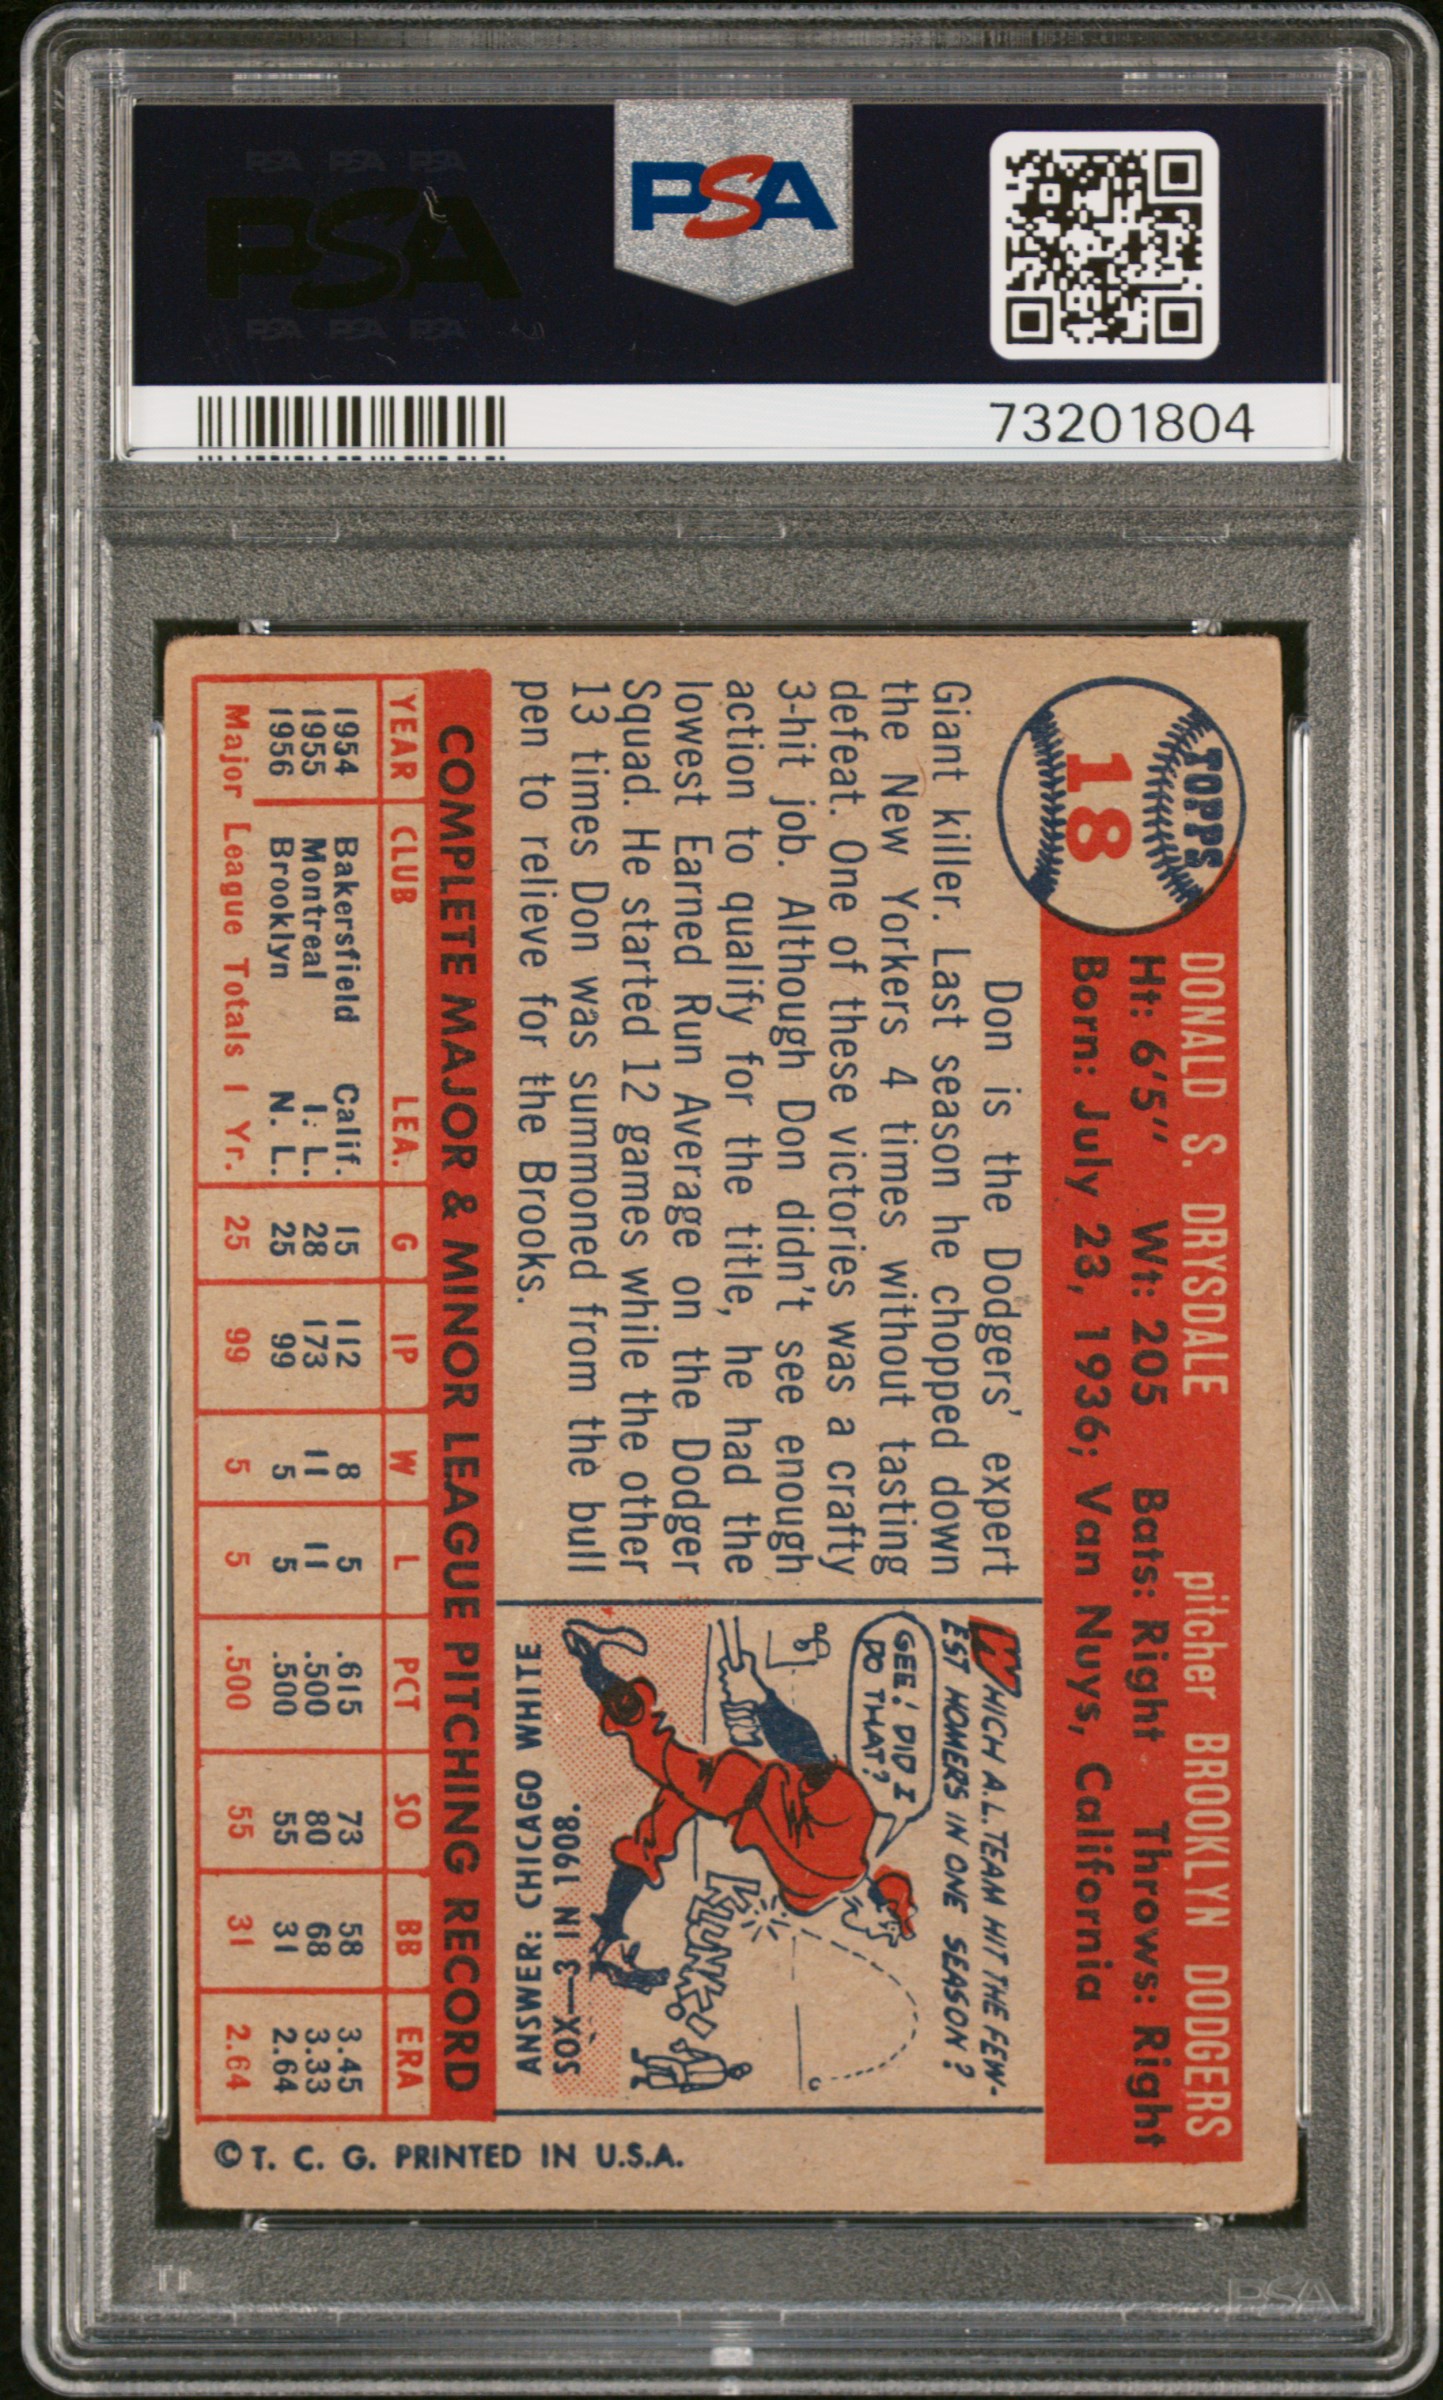 PSA PSA PSA
PSA
PSA PSA PSA
PSA
73201804
TOPPS
18
DONALD S. DRYSDALE pitcher BROOKLYN DODGERS
Ht: 6'5" Wt: 205 Bats: Right Throws: Right
Born: July 23, 1936; Van Nuys, California
Don is the Dodgers' expert
Giant killer. Last season he chopped down
the New Yorkers 4 times without tasting
defeat. One of these victories was a crafty
3-hit job. Although Don didn't see enough
action to qualify for the title, he had the
lowest Earned Run Average on the Dodger
Squad. He started 12 games while the other
13 times Don was summoned from the bull
pen to relieve for the Brooks.
WHICH A.L. TEAM HIT THE FEW-
EST HOMERS IN ONE SEASON?
GEE! DID I
DO THAT?
KLUNK!
ANSWER: CHICAGO WHITE
SOX—3 IN 1908.
COMPLETE MAJOR & MINOR LEAGUE PITCHING RECORD
YEAR CLUB LEA. G IP W L PCT SO BB ERA
1954 Bakersfield Calif. 15 112 8 5 .615 73 58 3.45
1955 Montreal I. L. 28 173 11 11 .500 80 68 3.33
1956 Brooklyn N. L. 25 99 5 5 .500 55 31 2.64
Major League Totals 1 Yr. 25 99 5 5 .500 55 31 2.64
© T. C. G. PRINTED IN U.S.A.
PSA